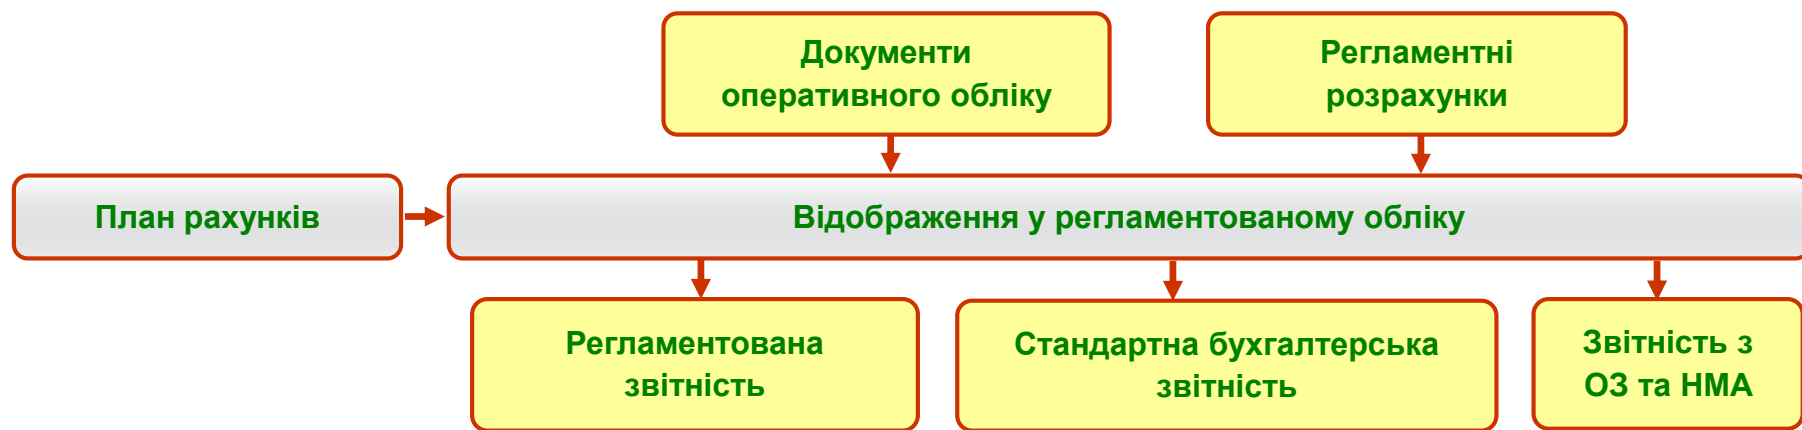 Документи
оперативного обліку
Регламентні
розрахунки
План рахунків
Відображення у регламентованому обліку
Регламентована
звітність
Стандартна бухгалтерська
звітність
Звітність з
ОЗ та НМА